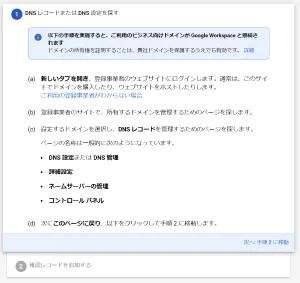 1 DNS レコードまたは DNS 設定を探す
以下の手順を実施すると、ご利用のビジネス向けドメインが Google Workspace と接続さ
れます
ドメインの所有権を証明することは、貴社ドメインを保護するうえでも有効です。 詳細
(a) 新しいタブを開き、登録事業者のウェブサイトにログインします。通常は、このサイ
トでドメインを購入したり、ウェブサイトをホストしたりします。
ご利用の登録事業者がわからない場合
(b) 登録事業者のサイトで、所有するドメインを管理するためのページを探します。
(c) 設定するドメインを選択し、DNS レコードを管理するためのページを探します。
ページの名称は一般的に次のようになっています。
• DNS 設定または DNS 管理
• 詳細設定
• ネームサーバーの管理
• コントロール パネル
(d) 次にこのページに戻り、以下をクリックして手順 2 に移動します。
次へ: 手順 2 に移動
2 確認レコードを追加する